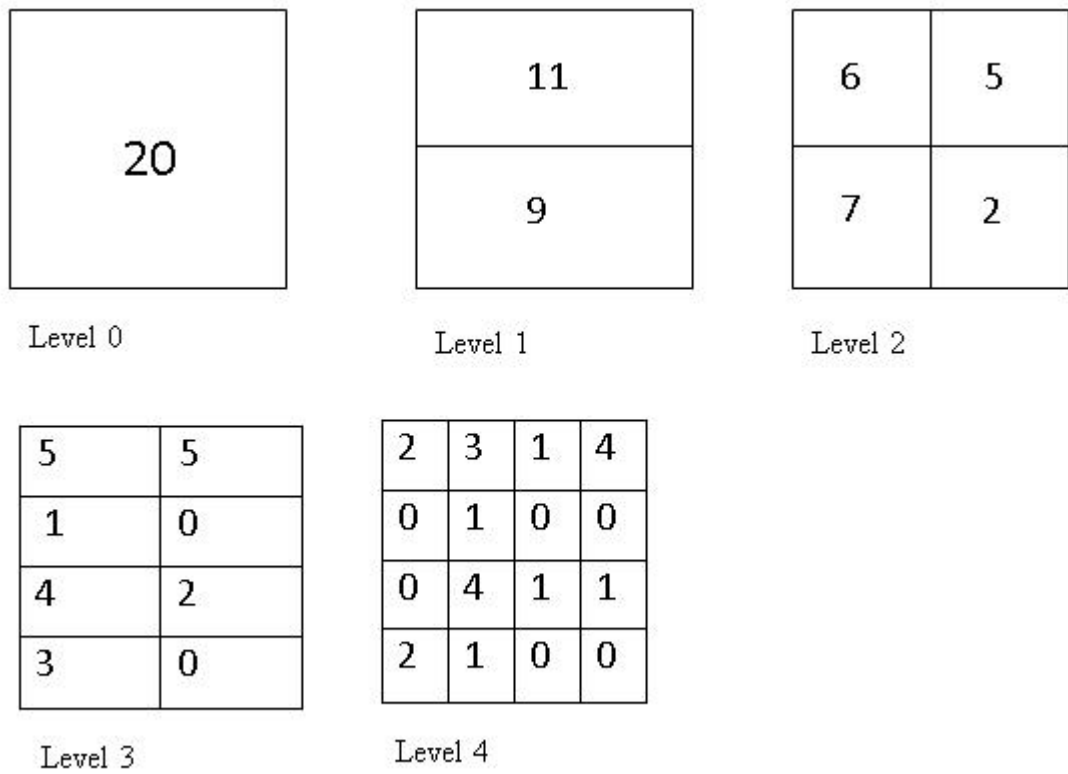 20
11
9
6 5
7 2
Level 0
Level 1
Level 2
5 5
1 0
4 2
3 0
2 3 1 4
0 1 0 0
0 4 1 1
2 1 0 0
Level 3
Level 4